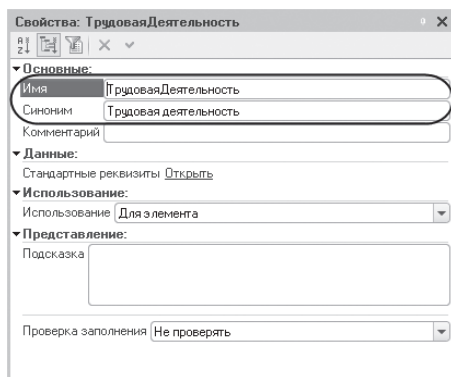 Свойства: ТрудоваяДеятельность
Основные:
Имя ТрудоваяДеятельность
Синоним Трудовая деятельность
Комментарий
Данные:
Стандартные реквизиты Открыть
Использование:
Использование Для элемента
Представление:
Подсказка
Проверка заполнения Не проверять